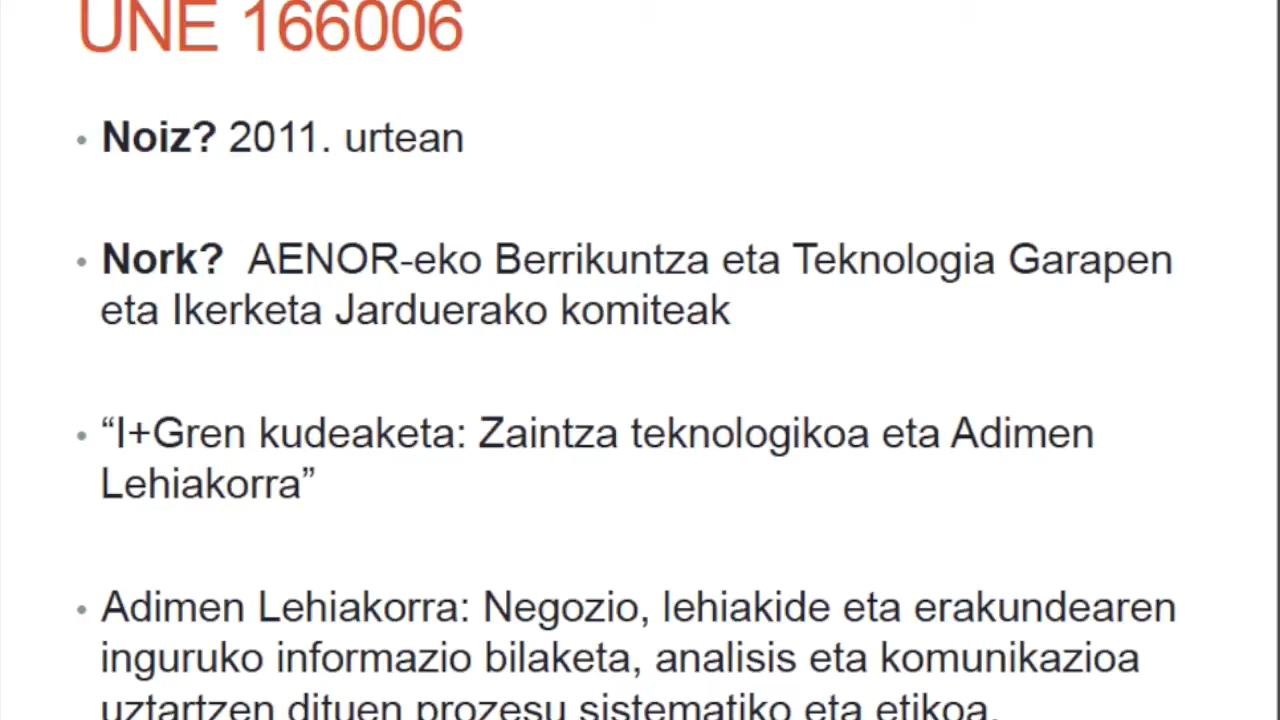 UNE 166006
• Noiz? 2011. urtean
• Nork? AENOR-eko Berrikuntza eta Teknologia Garapen
eta Ikerketa Jarduerako komiteak
• “I+Gren kudeaketa: Zaintza teknologikoa eta Adimen
Lehiakorra”
• Adimen Lehiakorra: Negozio, lehiakide eta erakundearen
inguruko informazio bilaketa, analisis eta komunikazioa
uztartzen dituen prozesu sistematiko eta etikoa.